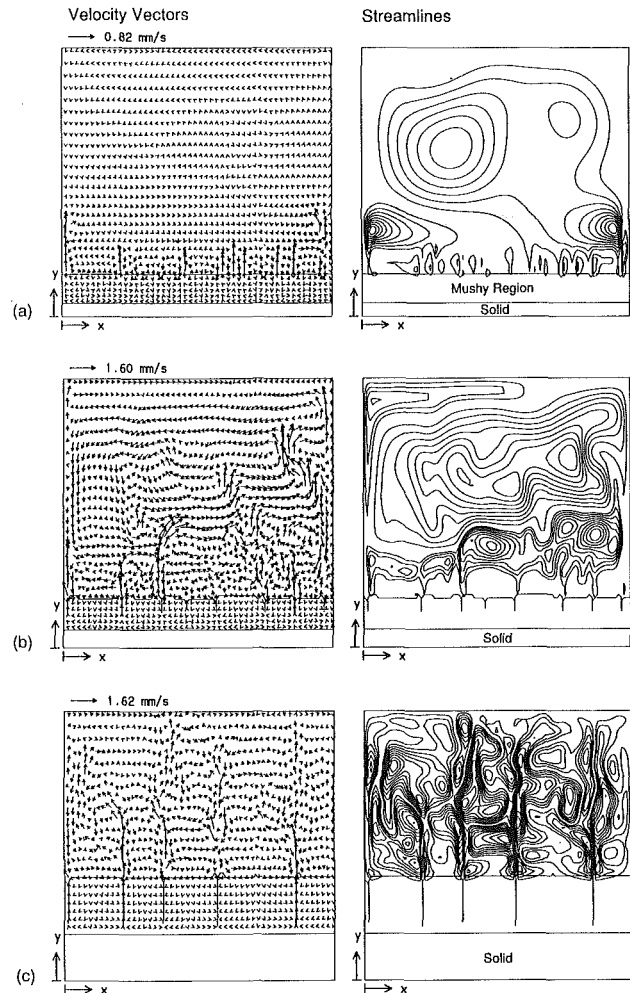 Velocity Vectors
Streamlines
0.82 mm/s
y
y
Mushy Region
Solid
(a)
x
x
1.60 mm/s
y
y
(b)
Solid
x
x
1.62 mm/s
y
y
Solid
(c)
x
x